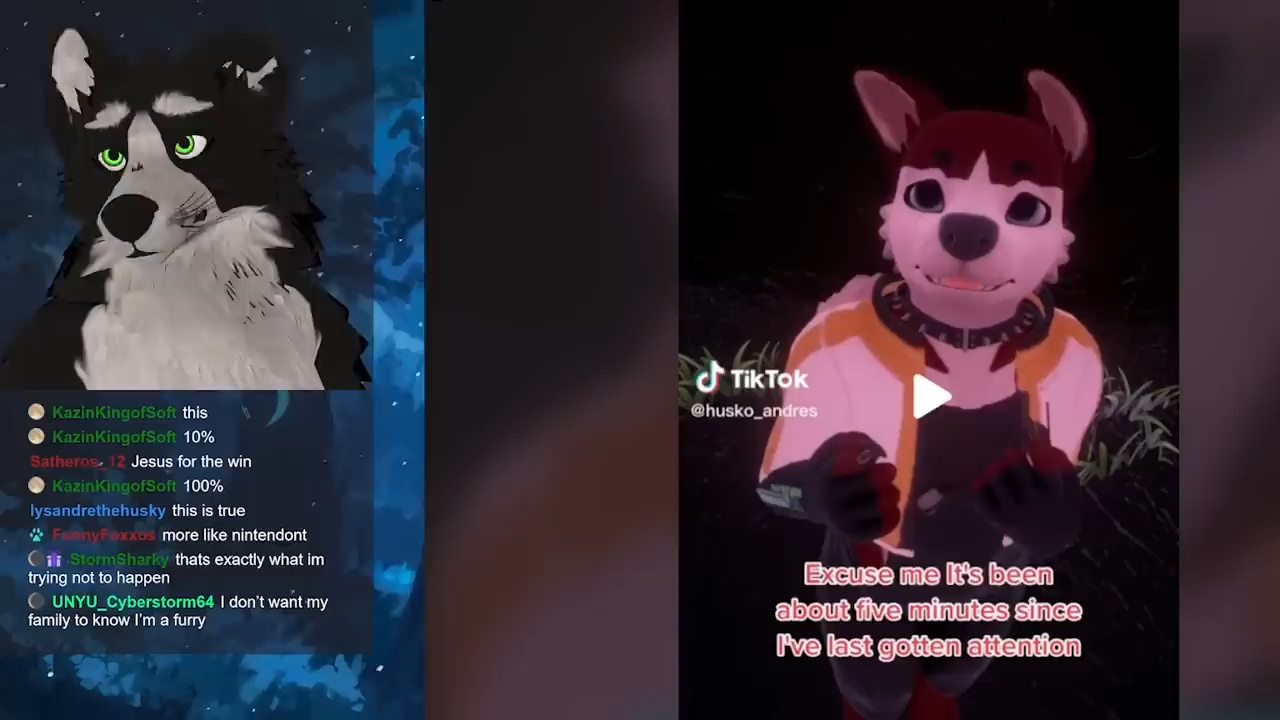 KazinKingofSoft this
KazinKingofSoft 10%
Satheros_12 Jesus for the win
KazinKingofSoft 100%
lysandrethehusky this is true
FunnyFoxxos more like nintendont
StormSharky thats exactly what im
trying not to happen
UNYU_Cyberstorm64 I don’t want my
family to know I’m a furry
TikTok
@husko_andres
Excuse me It's been
about five minutes since
I've last gotten attention